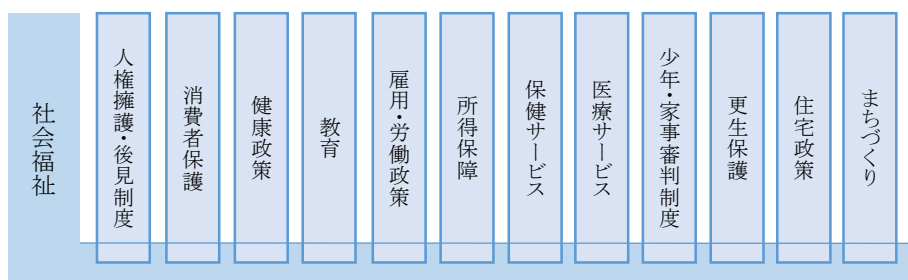 社会福祉
人権擁護・後見制度
消費者保護
健康政策
教育
雇用・労働政策
所得保障
保健サービス
医療サービス
少年・家事審判制度
更生保護
住宅政策
まちづくり